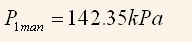 P₁man = 142.35kPa